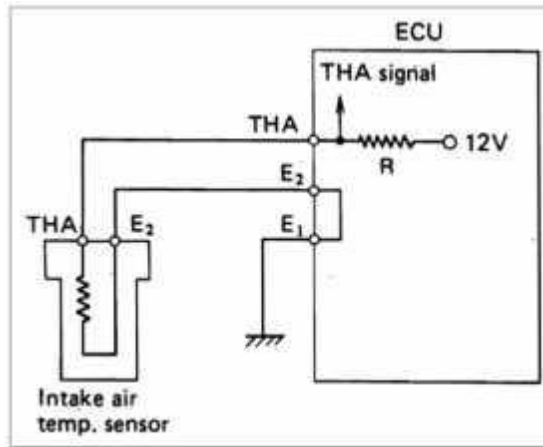 ECU
THA signal
THA
12V
R
E₂
THA
E₂
E₁
Intake air
temp. sensor